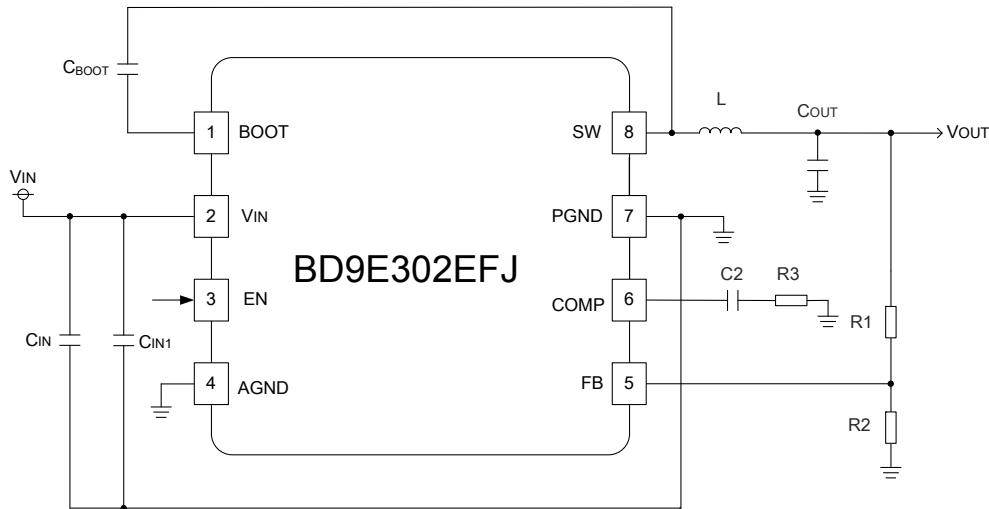 CBOOT
1
BOOT
SW
8
L
COUT
VOUT
VIN
2
VIN
PGND
7
BD9E302EFJ
3
EN
COMP
6
C2
R3
R1
CIN
CIN1
4
AGND
FB
5
R2